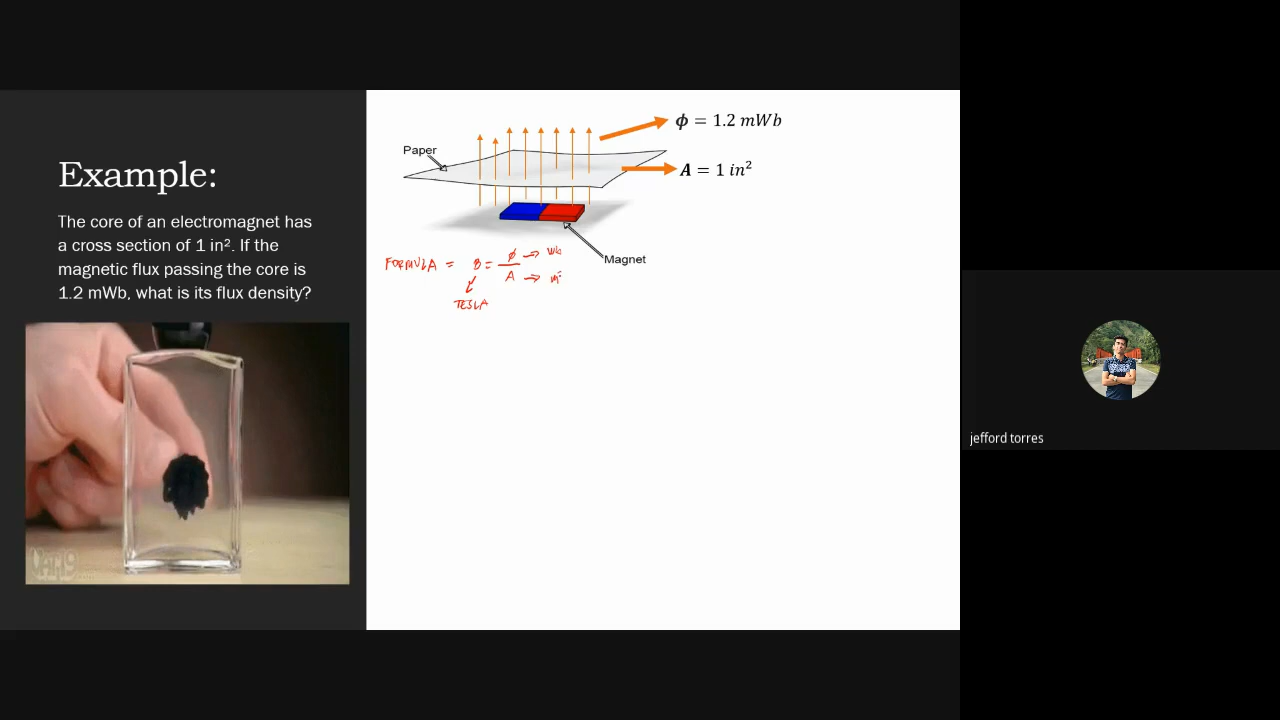 Example:
The core of an electromagnet has
a cross section of 1 in². If the
magnetic flux passing the core is
1.2 mWb, what is its flux density?
ϕ = 1.2 mWb
Paper
A = 1 in²
Magnet
FORMULA = B = ϕ/A → Wb
→ m²
TESLA
jefford torres